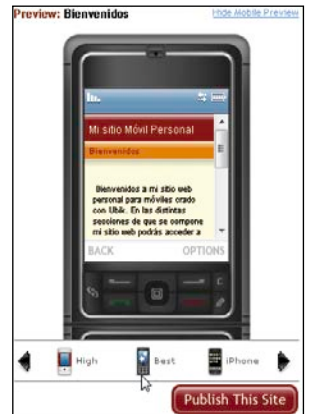 Preview: Bienvenidos
Hide Mobile Preview
Mi sitio Móvil Personal
Bienvenidos
Bienvenidos a mi sitio web
personal para móviles crado
con Ubik. En las distintas
secciones de que se compone
mi sitio web podrás acceder a
BACK OPTIONS
High Best iPhone
Publish This Site